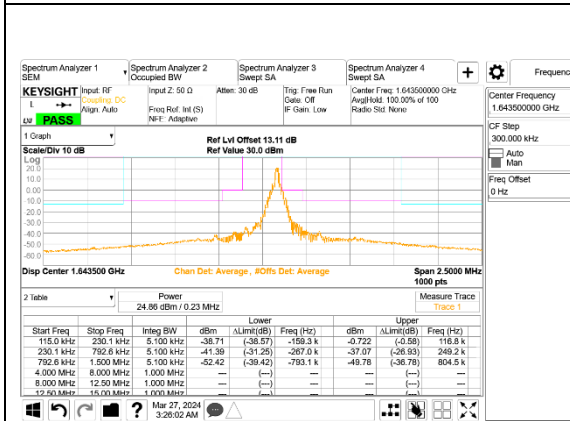 Spectrum Analyzer 1
SEM
Spectrum Analyzer 2
Occupied BW
Spectrum Analyzer 3
Swept SA
Spectrum Analyzer 4
Swept SA
+
Frequenc
KEYSIGHT Input: RF
Coupling: DC
Align: Auto
Input Z: 50 Ω
Freq Ref: Int (S)
NFE: Adaptive
Atten: 30 dB
Trig: Free Run
Gate: Off
IF Gain: Low
Center Freq: 1.643500000 GHz
Avg|Hold: 100.00% of 100
Radio Std: None
L
PASS
Center Frequency
1.643500000 GHz
CF Step
300.000 kHz
Auto
Man
Freq Offset
0 Hz
1 Graph
Scale/Div 10 dB
Ref Lvl Offset 13.11 dB
Ref Value 30.0 dBm
Log
20.0
10.0
0.00
-10.0
-20.0
-30.0
-40.0
-50.0
-60.0
Disp Center 1.643500 GHz
Chan Det: Average , #Offs Det: Average
Span 2.5000 MHz
1000 pts
2 Table
Power
24.86 dBm / 0.23 MHz
Measure Trace
Trace 1
Lower Upper
Start Freq Stop Freq Integ BW dBm ΔLimit(dB) Freq (Hz) dBm ΔLimit(dB) Freq (Hz)
115.0 kHz 230.1 kHz 5.100 kHz -38.71 (-38.57) -159.3 k -0.722 (-0.58) 116.8 k
230.1 kHz 792.6 kHz 5.100 kHz -41.39 (-31.25) -267.0 k -37.07 (-26.93) 249.2 k
792.6 kHz 1.500 MHz 5.100 kHz -52.42 (-39.42) -793.1 k -49.78 (-36.78) 804.5 k
4.000 MHz 8.000 MHz 1.000 MHz --- (---) --- --- (---) ---
8.000 MHz 12.50 MHz 1.000 MHz --- (---) --- --- (---) ---
12.50 MHz 15.00 MHz 1.000 MHz --- (---) --- --- (---) ---
?
Mar 27, 2024
3:26:02 AM